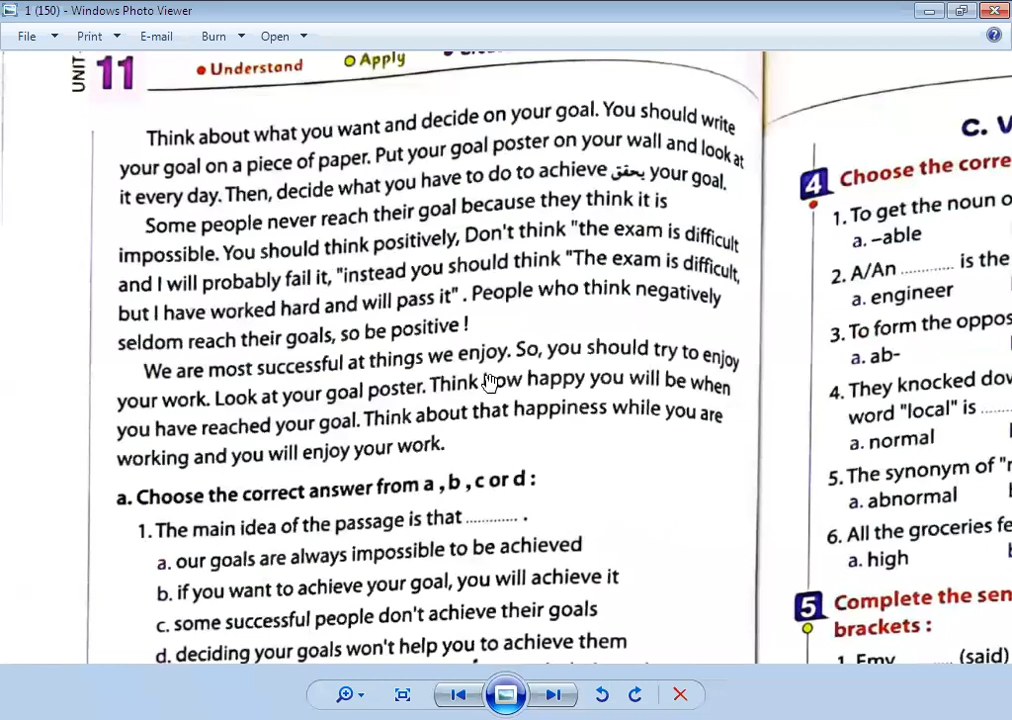 1 (150) - Windows Photo Viewer
File Print E-mail Burn Open
UNIT 11
Understand Apply
Think about what you want and decide on your goal. You should write
your goal on a piece of paper. Put your goal poster on your wall and look at
it every day. Then, decide what you have to do to achieve يحقق your goal.
Some people never reach their goal because they think it is
impossible. You should think positively, Don't think "the exam is difficult
and I will probably fail it, "instead you should think "The exam is difficult,
but I have worked hard and will pass it" . People who think negatively
seldom reach their goals, so be positive !
We are most successful at things we enjoy. So, you should try to enjoy
your work. Look at your goal poster. Think how happy you will be when
you have reached your goal. Think about that happiness while you are
working and you will enjoy your work.
a. Choose the correct answer from a , b , c or d :
1. The main idea of the passage is that ............ .
a. our goals are always impossible to be achieved
b. if you want to achieve your goal, you will achieve it
c. some successful people don't achieve their goals
d. deciding your goals won't help you to achieve them
C. V
4 Choose the corre
1. To get the noun o
a. –able
2. A/An ............ is the
a. engineer
3. To form the oppos
a. ab-
4. They knocked dow
word "local" is ........
a. normal
5. The synonym of "n
a. abnormal
6. All the groceries fe
a. high
5 Complete the sen
brackets :
1. Emy ........ (said)